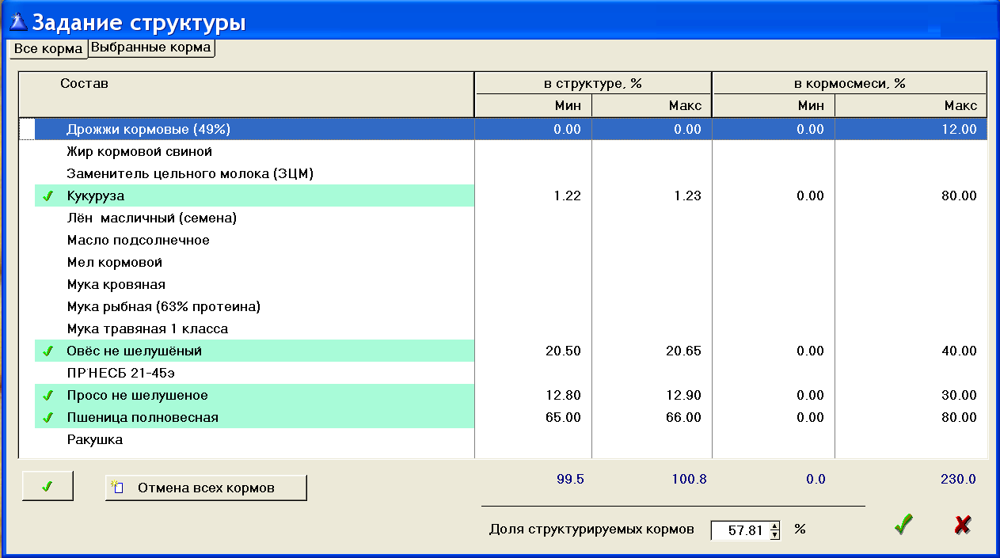 Задание структуры
Все корма Выбранные корма
Состав в структуре, % в кормосмеси, %
Мин Макс Мин Макс
Дрожжи кормовые (49%) 0.00 0.00 0.00 12.00
Жир кормовой свиной
Заменитель цельного молока (ЗЦМ)
Кукуруза 1.22 1.23 0.00 80.00
Лён масличный (семена)
Масло подсолнечное
Мел кормовой
Мука кровяная
Мука рыбная (63% протеина)
Мука травяная 1 класса
Овёс не шелушёный 20.50 20.65 0.00 40.00
ПР'НЕСБ 21-45э
Просо не шелушеное 12.80 12.90 0.00 30.00
Пшеница полновесная 65.00 66.00 0.00 80.00
Ракушка
99.5 100.8 0.0 230.0
Отмена всех кормов
Доля структурируемых кормов 57.81 %